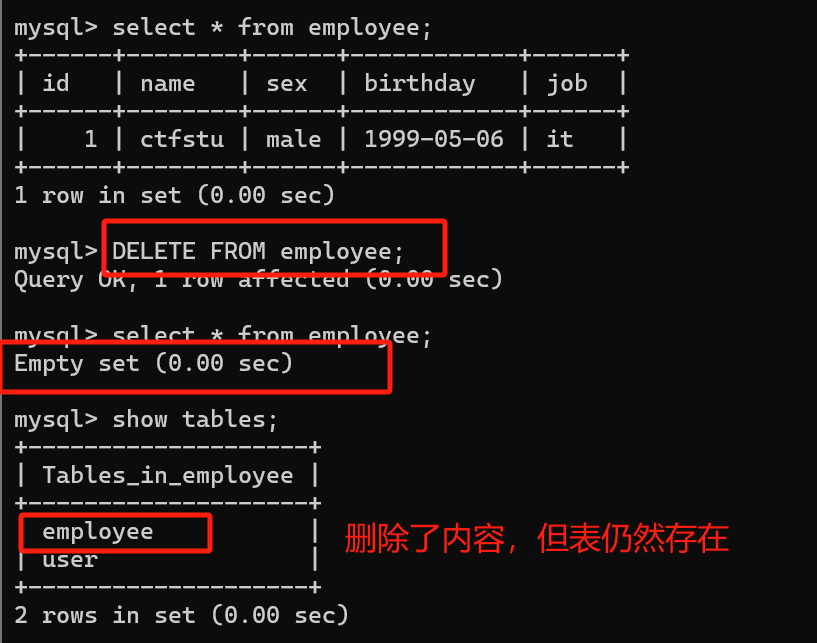 mysql> select * from employee;
+------+--------+------+------------+------+
| id   | name   | sex  | birthday   | job  |
+------+--------+------+------------+------+
|    1 | ctfstu | male | 1999-05-06 | it   |
+------+--------+------+------------+------+
1 row in set (0.00 sec)
mysql> DELETE FROM employee;
Query OK, 1 row affected (0.00 sec)
mysql> select * from employee;
Empty set (0.00 sec)
mysql> show tables;
+--------------------+
| Tables_in_employee |
+--------------------+
| employee           |
删除了内容，但表仍然存在
| user               |
+--------------------+
2 rows in set (0.00 sec)